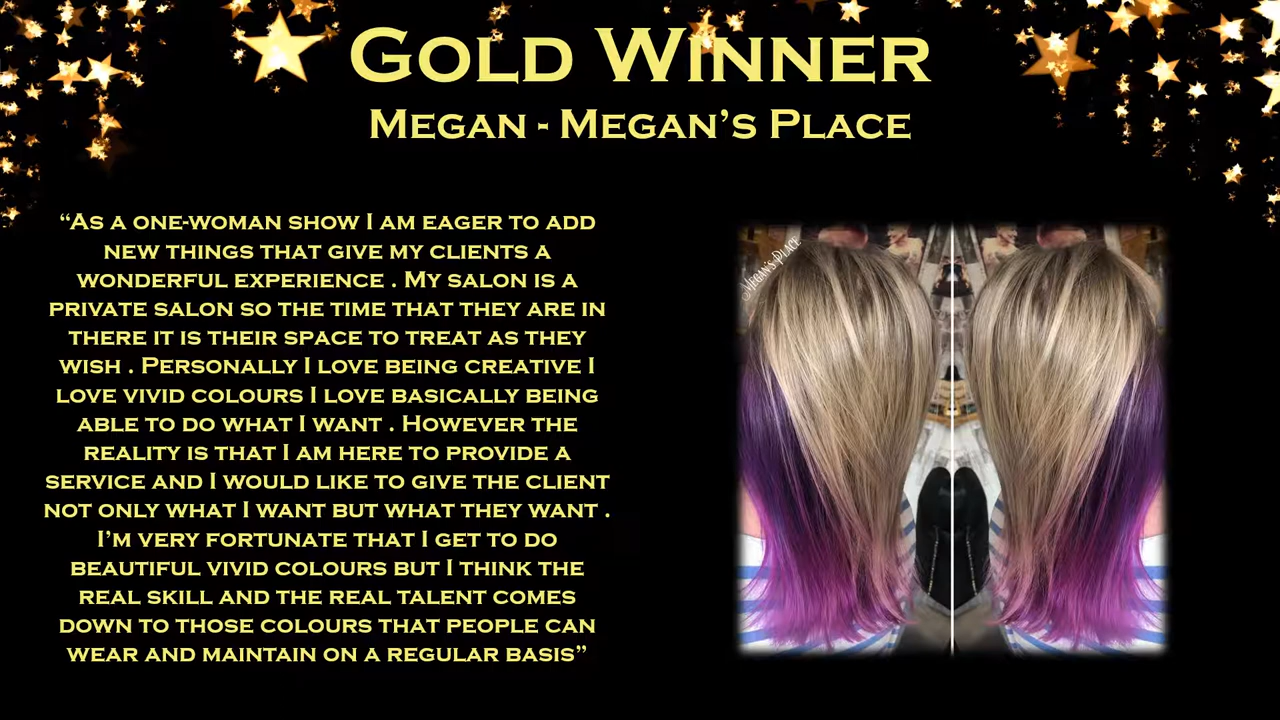 Gold Winner
Megan - Megan's Place
“As a one-woman show I am eager to add
new things that give my clients a
wonderful experience . My salon is a
private salon so the time that they are in
there it is their space to treat as they
wish . Personally I love being creative I
love vivid colours I love basically being
able to do what I want . However the
reality is that I am here to provide a
service and I would like to give the client
not only what I want but what they want .
I’m very fortunate that I get to do
beautiful vivid colours but I think the
real skill and the real talent comes
down to those colours that people can
wear and maintain on a regular basis”
Megan's Place